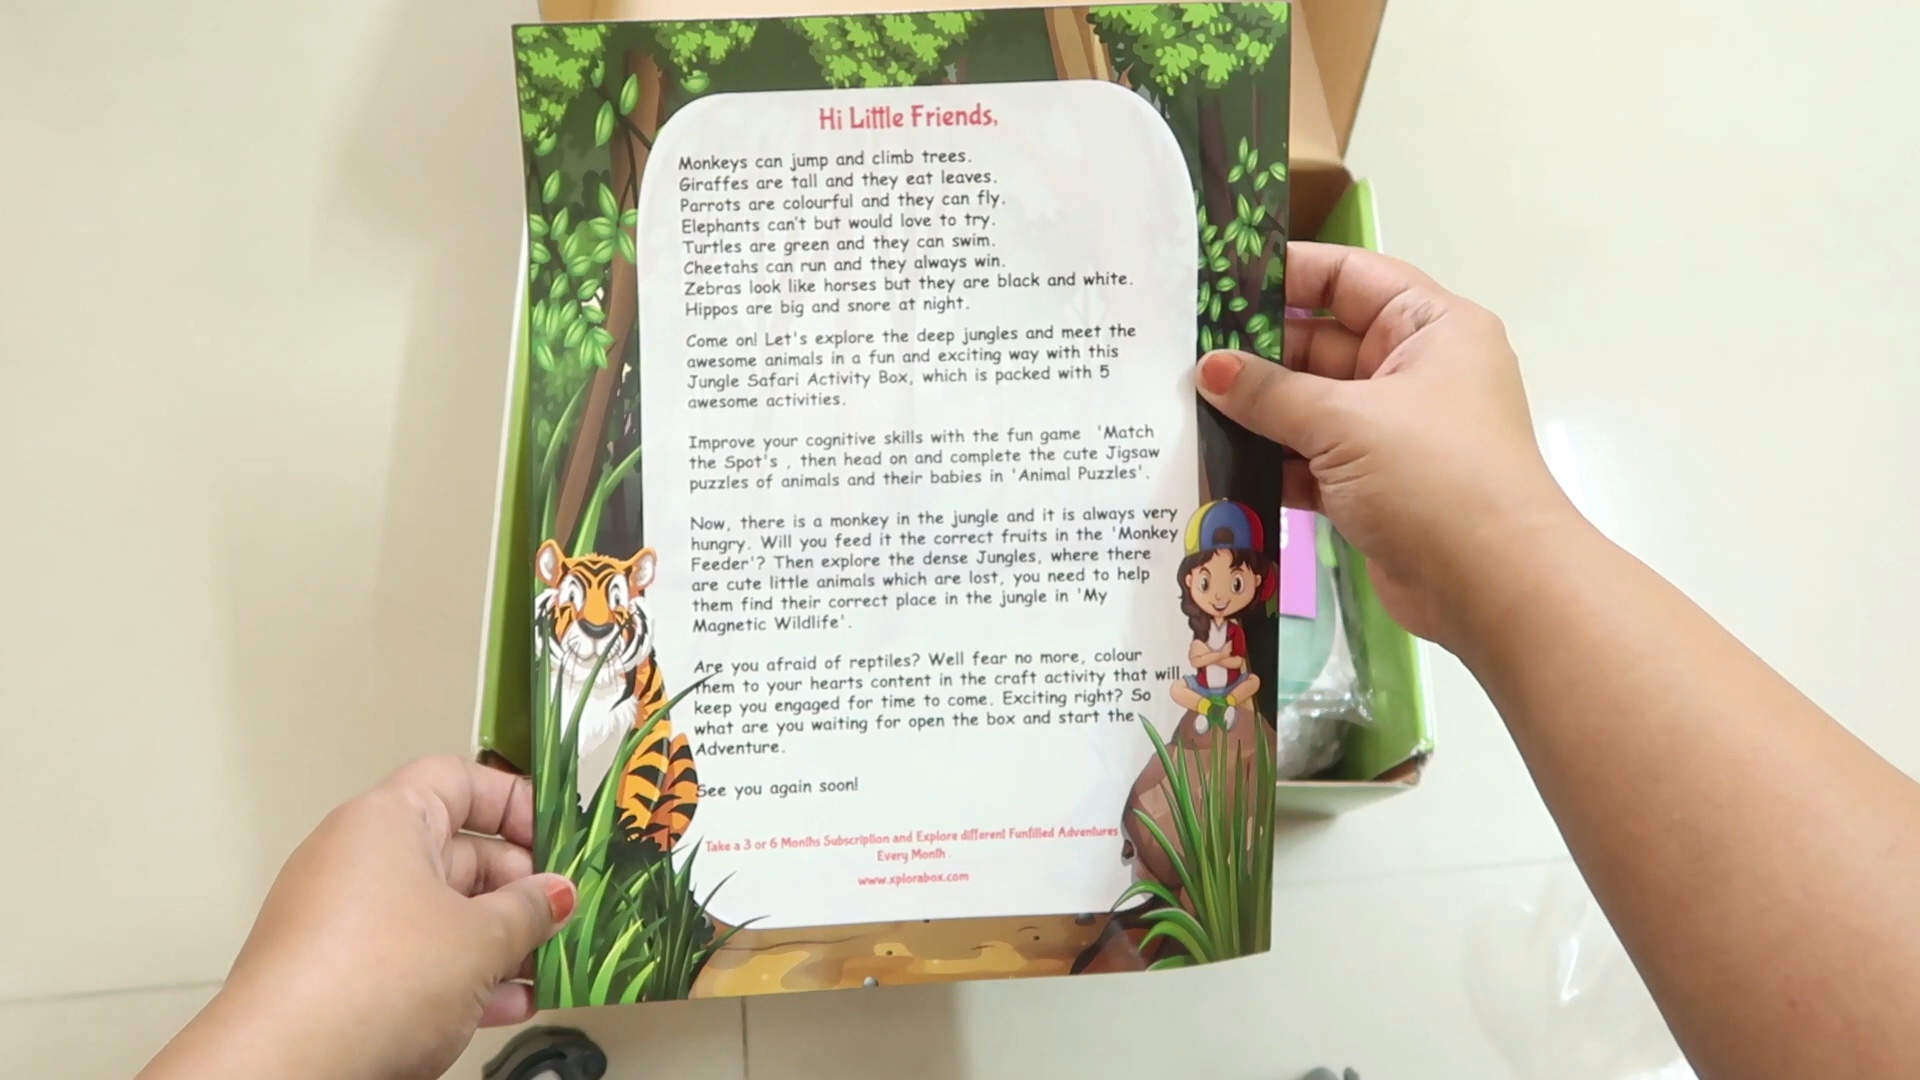 Hi Little Friends,
Monkeys can jump and climb trees.
Giraffes are tall and they eat leaves.
Parrots are colourful and they can fly.
Elephants can't but would love to try.
Turtles are green and they can swim.
Cheetahs can run and they always win.
Zebras look like horses but they are black and white.
Hippos are big and snore at night.
Come on! Let's explore the deep jungles and meet the
awesome animals in a fun and exciting way with this
Jungle Safari Activity Box, which is packed with 5
awesome activities.
Improve your cognitive skills with the fun game 'Match
the Spot's , then head on and complete the cute Jigsaw
puzzles of animals and their babies in 'Animal Puzzles'.
Now, there is a monkey in the jungle and it is always very
hungry. Will you feed it the correct fruits in the 'Monkey
Feeder'? Then explore the dense Jungles, where there
are cute little animals which are lost, you need to help
them find their correct place in the jungle in 'My
Magnetic Wildlife'.
Are you afraid of reptiles? Well fear no more, colour
them to your hearts content in the craft activity that will
keep you engaged for time to come. Exciting right? So
what are you waiting for open the box and start the
Adventure.
See you again soon!
Take a 3 or 6 Months Subscription and Explore different Funfilled Adventures
Every Month.
www.xplorabox.com